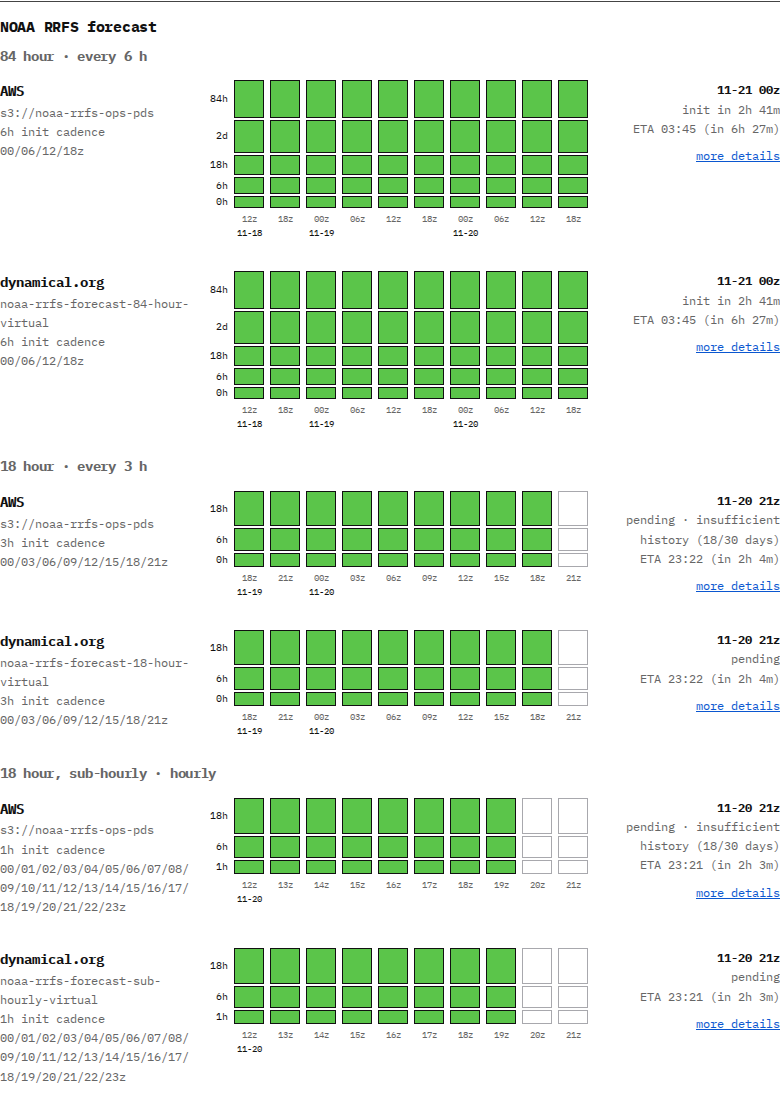 NOAA RRFS forecast
84 hour · every 6 h
AWS
s3://noaa-rrfs-ops-pds
6h init cadence
00/06/12/18z
84h
2d
18h
6h
0h
12z 18z 00z 06z 12z 18z 00z 06z 12z 18z
11-18 11-19 11-20
11-21 00z
init in 2h 41m
ETA 03:45 (in 6h 27m)
more details
dynamical.org
noaa-rrfs-forecast-84-hour-
virtual
6h init cadence
00/06/12/18z
84h
2d
18h
6h
0h
12z 18z 00z 06z 12z 18z 00z 06z 12z 18z
11-18 11-19 11-20
11-21 00z
init in 2h 41m
ETA 03:45 (in 6h 27m)
more details
18 hour · every 3 h
AWS
s3://noaa-rrfs-ops-pds
3h init cadence
00/03/06/09/12/15/18/21z
18h
6h
0h
18z 21z 00z 03z 06z 09z 12z 15z 18z 21z
11-19 11-20
11-20 21z
pending · insufficient
history (18/30 days)
ETA 23:22 (in 2h 4m)
more details
dynamical.org
noaa-rrfs-forecast-18-hour-
virtual
3h init cadence
00/03/06/09/12/15/18/21z
18h
6h
0h
18z 21z 00z 03z 06z 09z 12z 15z 18z 21z
11-19 11-20
11-20 21z
pending
ETA 23:22 (in 2h 4m)
more details
18 hour, sub-hourly · hourly
AWS
s3://noaa-rrfs-ops-pds
1h init cadence
00/01/02/03/04/05/06/07/08/
09/10/11/12/13/14/15/16/17/
18/19/20/21/22/23z
18h
6h
1h
12z 13z 14z 15z 16z 17z 18z 19z 20z 21z
11-20
11-20 21z
pending · insufficient
history (18/30 days)
ETA 23:21 (in 2h 3m)
more details
dynamical.org
noaa-rrfs-forecast-sub-
hourly-virtual
1h init cadence
00/01/02/03/04/05/06/07/08/
09/10/11/12/13/14/15/16/17/
18/19/20/21/22/23z
18h
6h
1h
12z 13z 14z 15z 16z 17z 18z 19z 20z 21z
11-20
11-20 21z
pending
ETA 23:21 (in 2h 3m)
more details